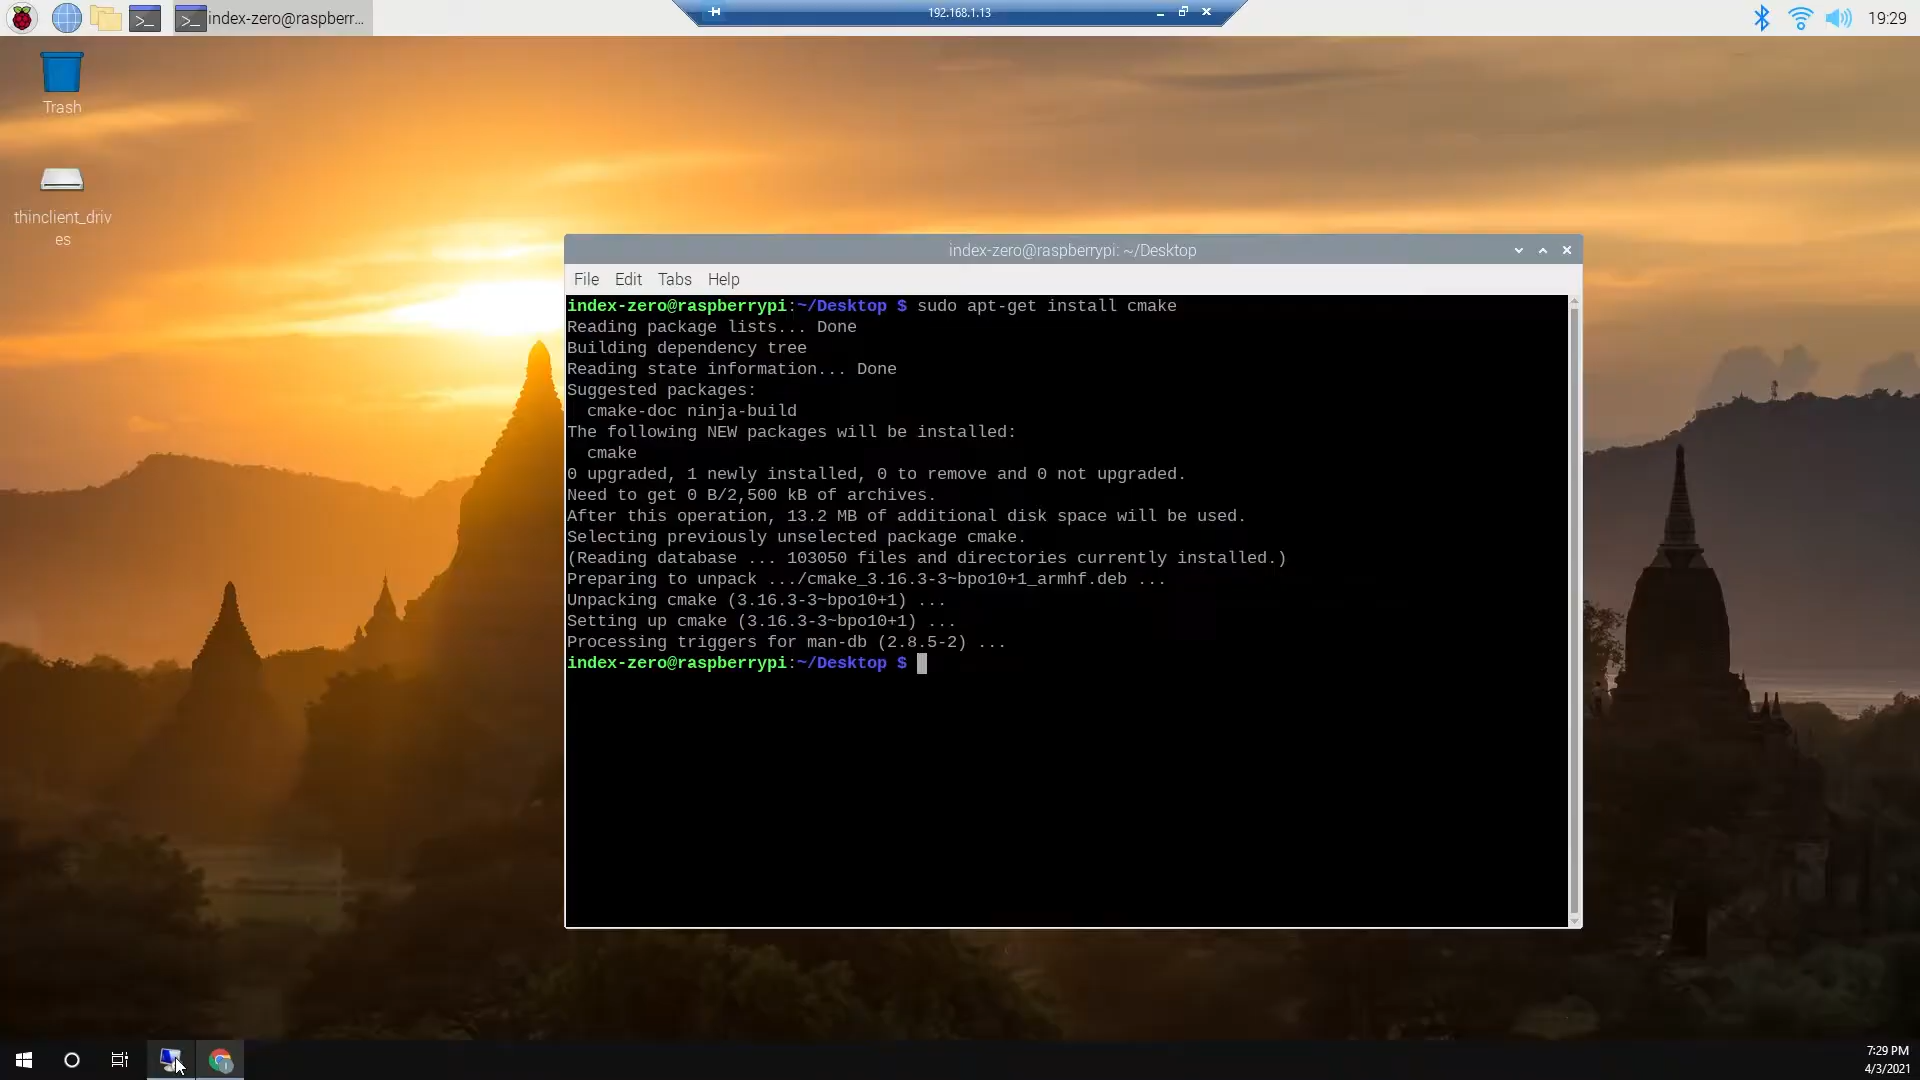 index-zero@raspberr...
192.168.1.13
19:29
Trash
thinclient_driv
es
index-zero@raspberrypi: ~/Desktop
File Edit Tabs Help
index-zero@raspberrypi:~/Desktop $ sudo apt-get install cmake
Reading package lists... Done
Building dependency tree
Reading state information... Done
Suggested packages:
  cmake-doc ninja-build
The following NEW packages will be installed:
  cmake
0 upgraded, 1 newly installed, 0 to remove and 0 not upgraded.
Need to get 0 B/2,500 kB of archives.
After this operation, 13.2 MB of additional disk space will be used.
Selecting previously unselected package cmake.
(Reading database ... 103050 files and directories currently installed.)
Preparing to unpack .../cmake_3.16.3-3~bpo10+1_armhf.deb ...
Unpacking cmake (3.16.3-3~bpo10+1) ...
Setting up cmake (3.16.3-3~bpo10+1) ...
Processing triggers for man-db (2.8.5-2) ...
index-zero@raspberrypi:~/Desktop $
7:29 PM
4/3/2021